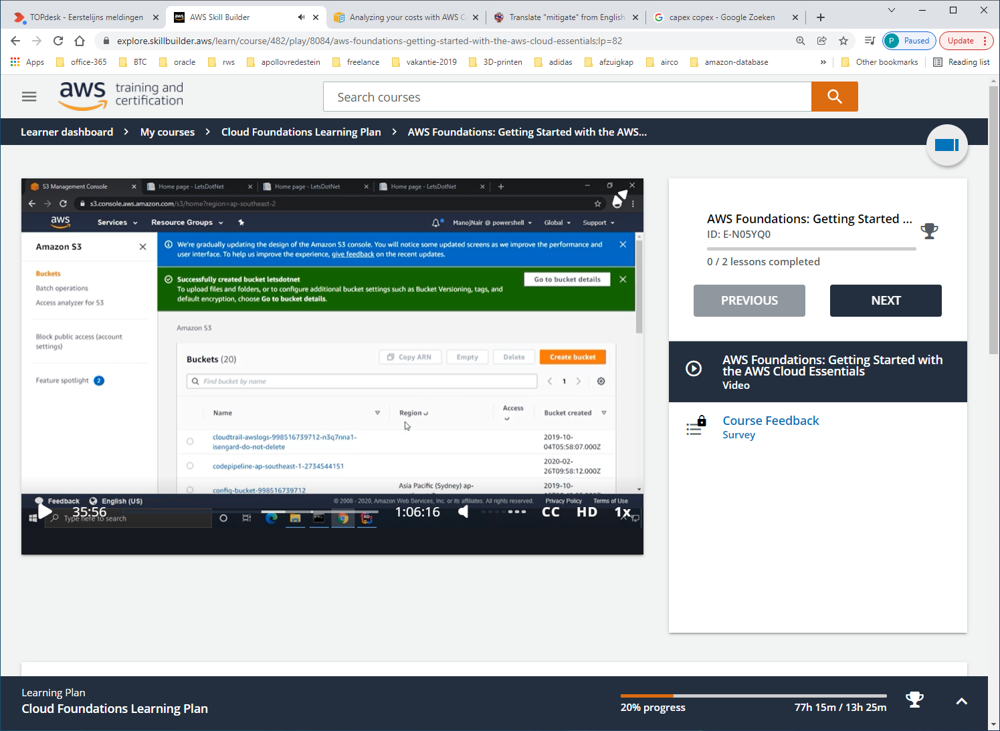 TOPdesk - Eerstelijns meldingen
AWS Skill Builder
Analyzing your costs with AWS C
Translate "mitigate" from English
capex copex - Google Zoeken
explore.skillbuilder.aws/learn/course/482/play/8084/aws-foundations-getting-started-with-the-aws-cloud-essentials;lp=82
P Paused
Update
Apps office-365 BTC oracle rws apollovredestein freelance vakantie-2019 3D-printen adidas afzuigkap airco amazon-database » Other bookmarks Reading list
aws training and certification
Search courses
Learner dashboard > My courses > Cloud Foundations Learning Plan > AWS Foundations: Getting Started with the AWS...
S3 Management Console
Home page - LetsDotNet
Home page - LetsDotNet
Home page - LetsDotNet
s3.console.aws.amazon.com/s3/home?region=ap-southeast-2
aws Services Resource Groups ManojNair @ powershell Global Support
Amazon S3
Buckets
Batch operations
Access analyzer for S3
Block public access (account
settings)
Feature spotlight 2
We're gradually updating the design of the Amazon S3 console. You will notice some updated screens as we improve the performance and
user interface. To help us improve the experience, give feedback on the recent updates.
Successfully created bucket letsdotnet
To upload files and folders, or to configure additional bucket settings such as Bucket Versioning, tags, and
default encryption, choose Go to bucket details.
Go to bucket details
Amazon S3
Buckets (20)
Copy ARN Empty Delete Create bucket
Find bucket by name
1
Name Region Access Bucket created
cloudtrail-awslogs-998516739712-n3q7nna1-
isengard-do-not-delete
2019-10-
04T05:58:07.000Z
codepipeline-ap-southeast-1-2734544151
2020-02-
26T09:58:12.000Z
config-bucket-998516739712
Asia Pacific (Sydney) ap-
2019-10-
Feedback English (US)
© 2008 - 2020, Amazon Web Services, Inc. or its affiliates. All rights reserved. Privacy Policy Terms of Use
Type here to search
35:56
1:06:16
CC HD 1x
AWS Foundations: Getting Started ...
ID: E-N05YQ0
0 / 2 lessons completed
PREVIOUS
NEXT
AWS Foundations: Getting Started with
the AWS Cloud Essentials
Video
Course Feedback
Survey
Learning Plan
Cloud Foundations Learning Plan
20% progress
77h 15m / 13h 25m